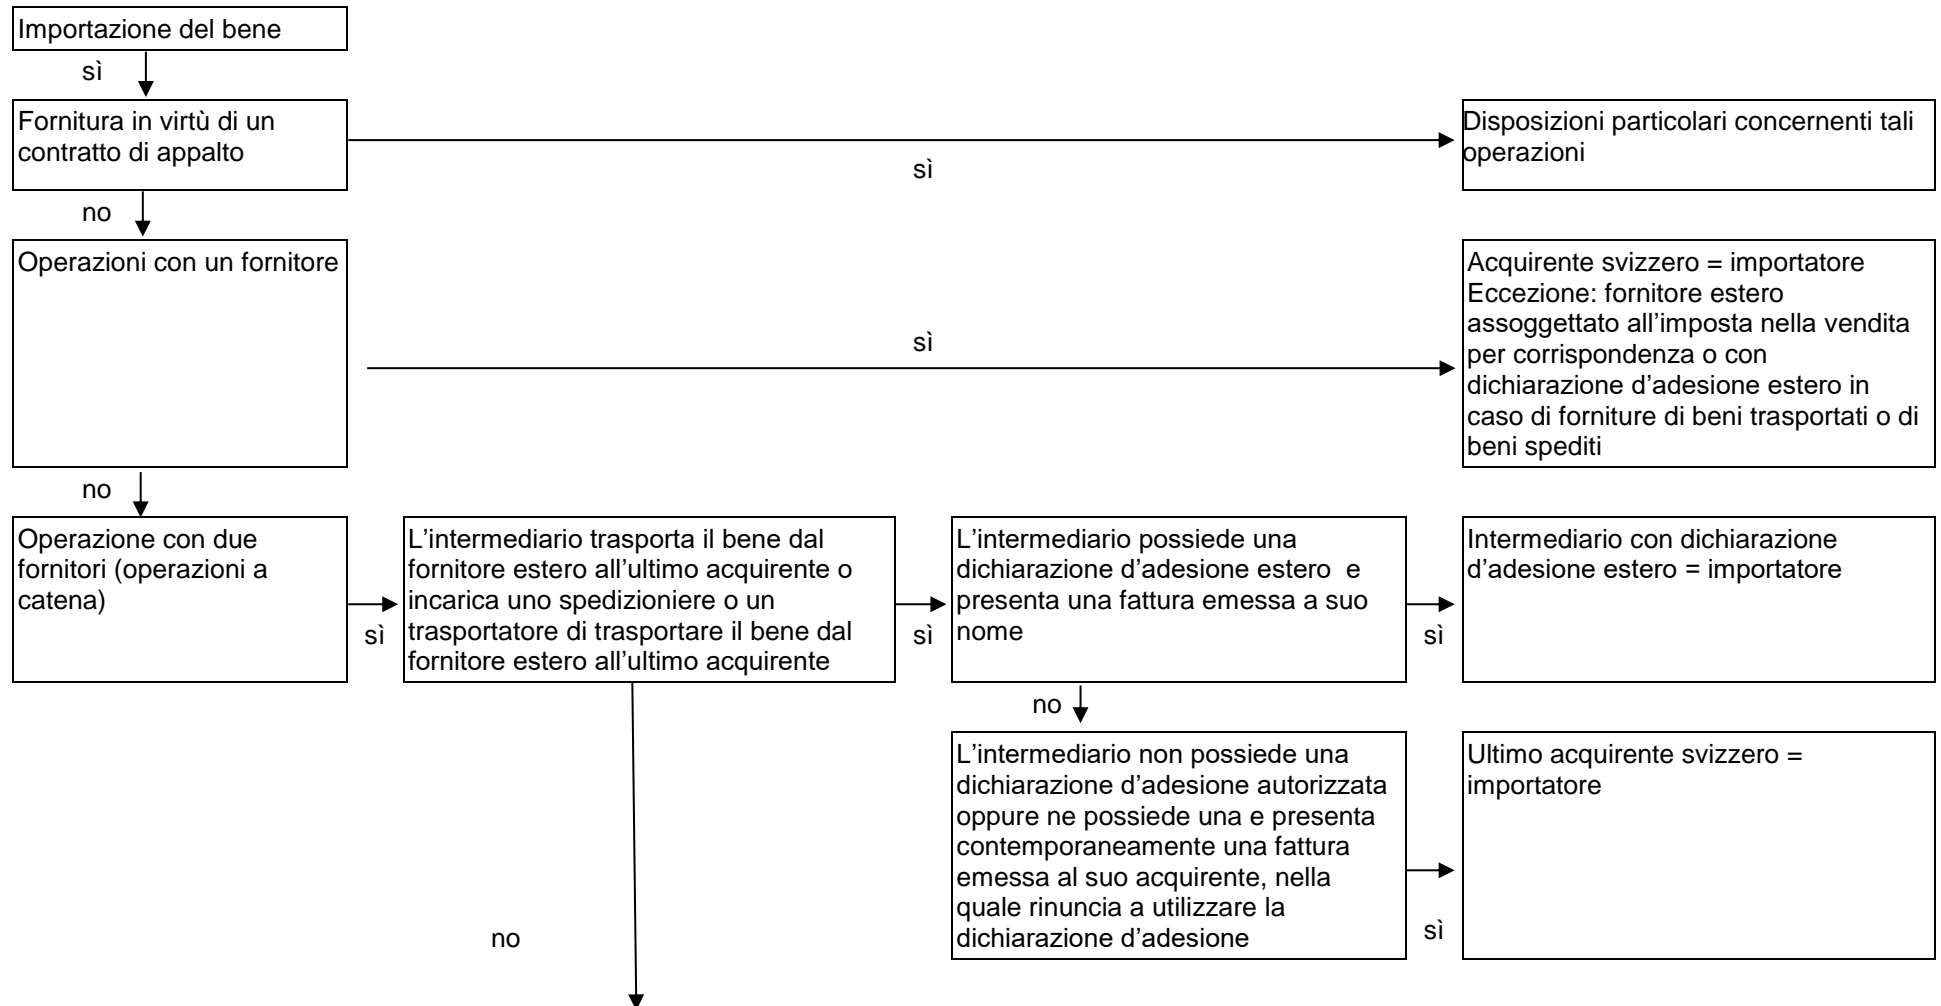 Importazione del bene
sì
Fornitura in virtù di un
contratto di appalto
sì
Disposizioni particolari concernenti tali
operazioni
no
Operazioni con un fornitore
sì
Acquirente svizzero = importatore
Eccezione: fornitore estero
assoggettato all’imposta nella vendita
per corrispondenza o con
dichiarazione d’adesione estero in
caso di forniture di beni trasportati o di
beni spediti
no
Operazione con due
fornitori (operazioni a
catena)
sì
L’intermediario trasporta il bene dal
fornitore estero all’ultimo acquirente o
incarica uno spedizioniere o un
trasportatore di trasportare il bene dal
fornitore estero all’ultimo acquirente
sì
L’intermediario possiede una
dichiarazione d’adesione estero  e
presenta una fattura emessa a suo
nome
sì
Intermediario con dichiarazione
d’adesione estero = importatore
no
L’intermediario non possiede una
dichiarazione d’adesione autorizzata
oppure ne possiede una e presenta
contemporaneamente una fattura
emessa al suo acquirente, nella
quale rinuncia a utilizzare la
dichiarazione d’adesione
sì
Ultimo acquirente svizzero =
importatore
no